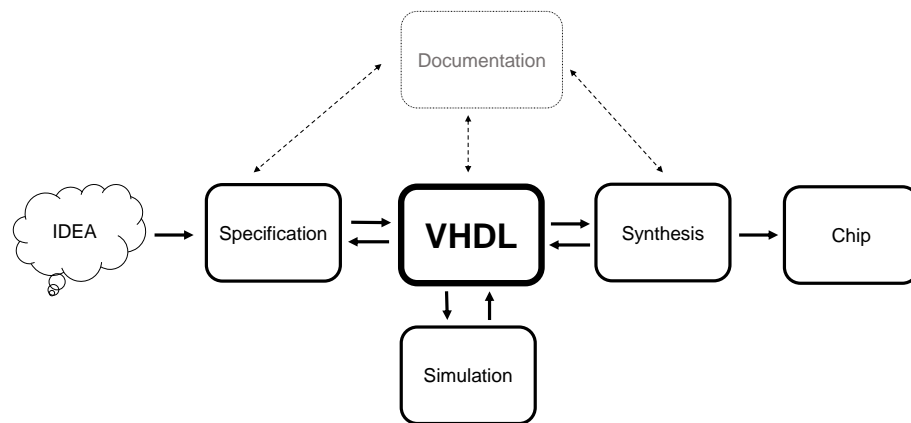 Documentation
IDEA
Specification
VHDL
Synthesis
Chip
Simulation